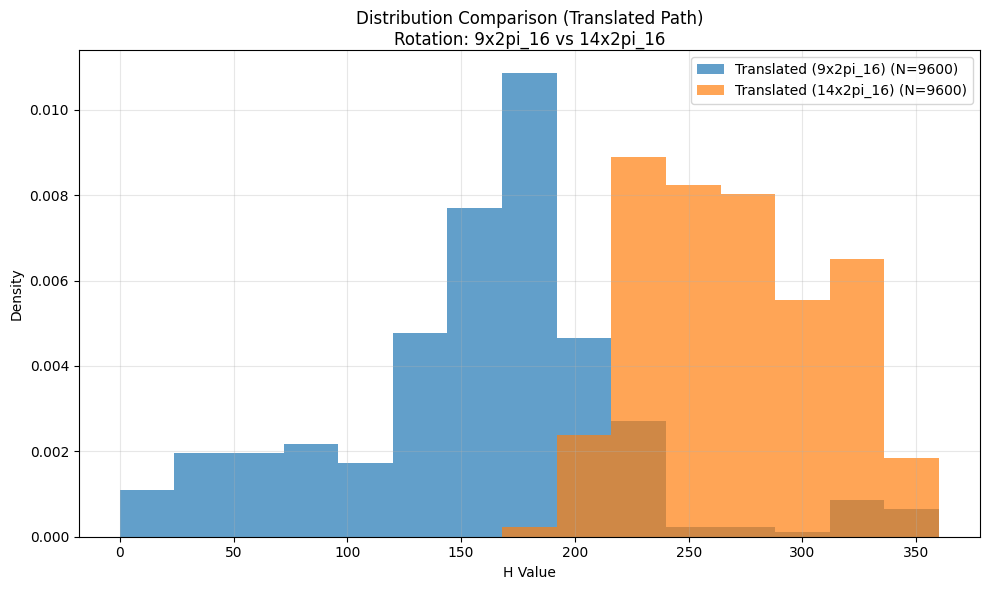 Distribution Comparison (Translated Path)
Rotation: 9x2pi_16 vs 14x2pi_16
Translated (9x2pi_16) (N=9600)
Translated (14x2pi_16) (N=9600)
Density
0.010
0.008
0.006
0.004
0.002
0.000
0 50 100 150 200 250 300 350
H Value